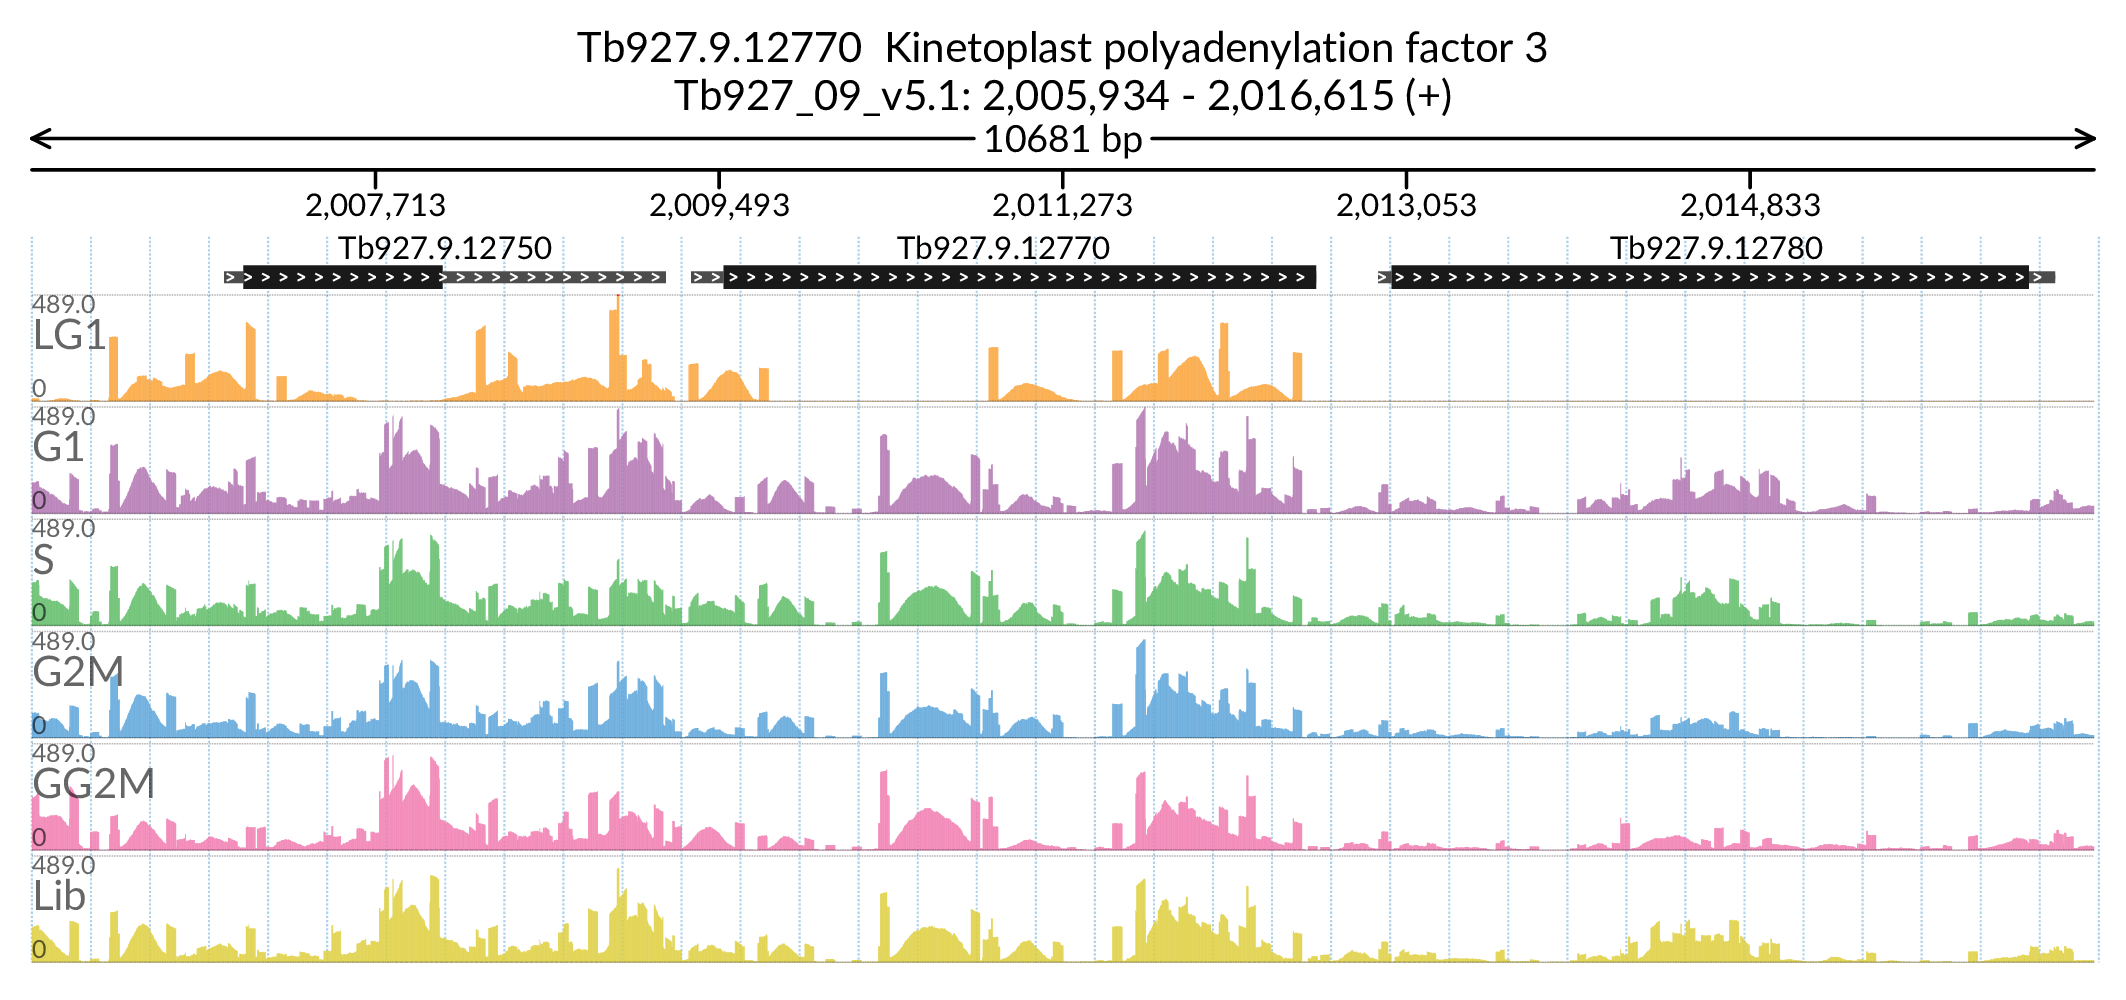 Tb927.9.12770  Kinetoplast polyadenylation factor 3
Tb927_09_v5.1: 2,005,934 - 2,016,615 (+)
10681 bp
2,007,713 2,009,493 2,011,273 2,013,053 2,014,833
Tb927.9.12750 Tb927.9.12770 Tb927.9.12780
489.0
LG1
0
489.0
G1
0
489.0
S
0
489.0
G2M
0
489.0
GG2M
0
489.0
Lib
0